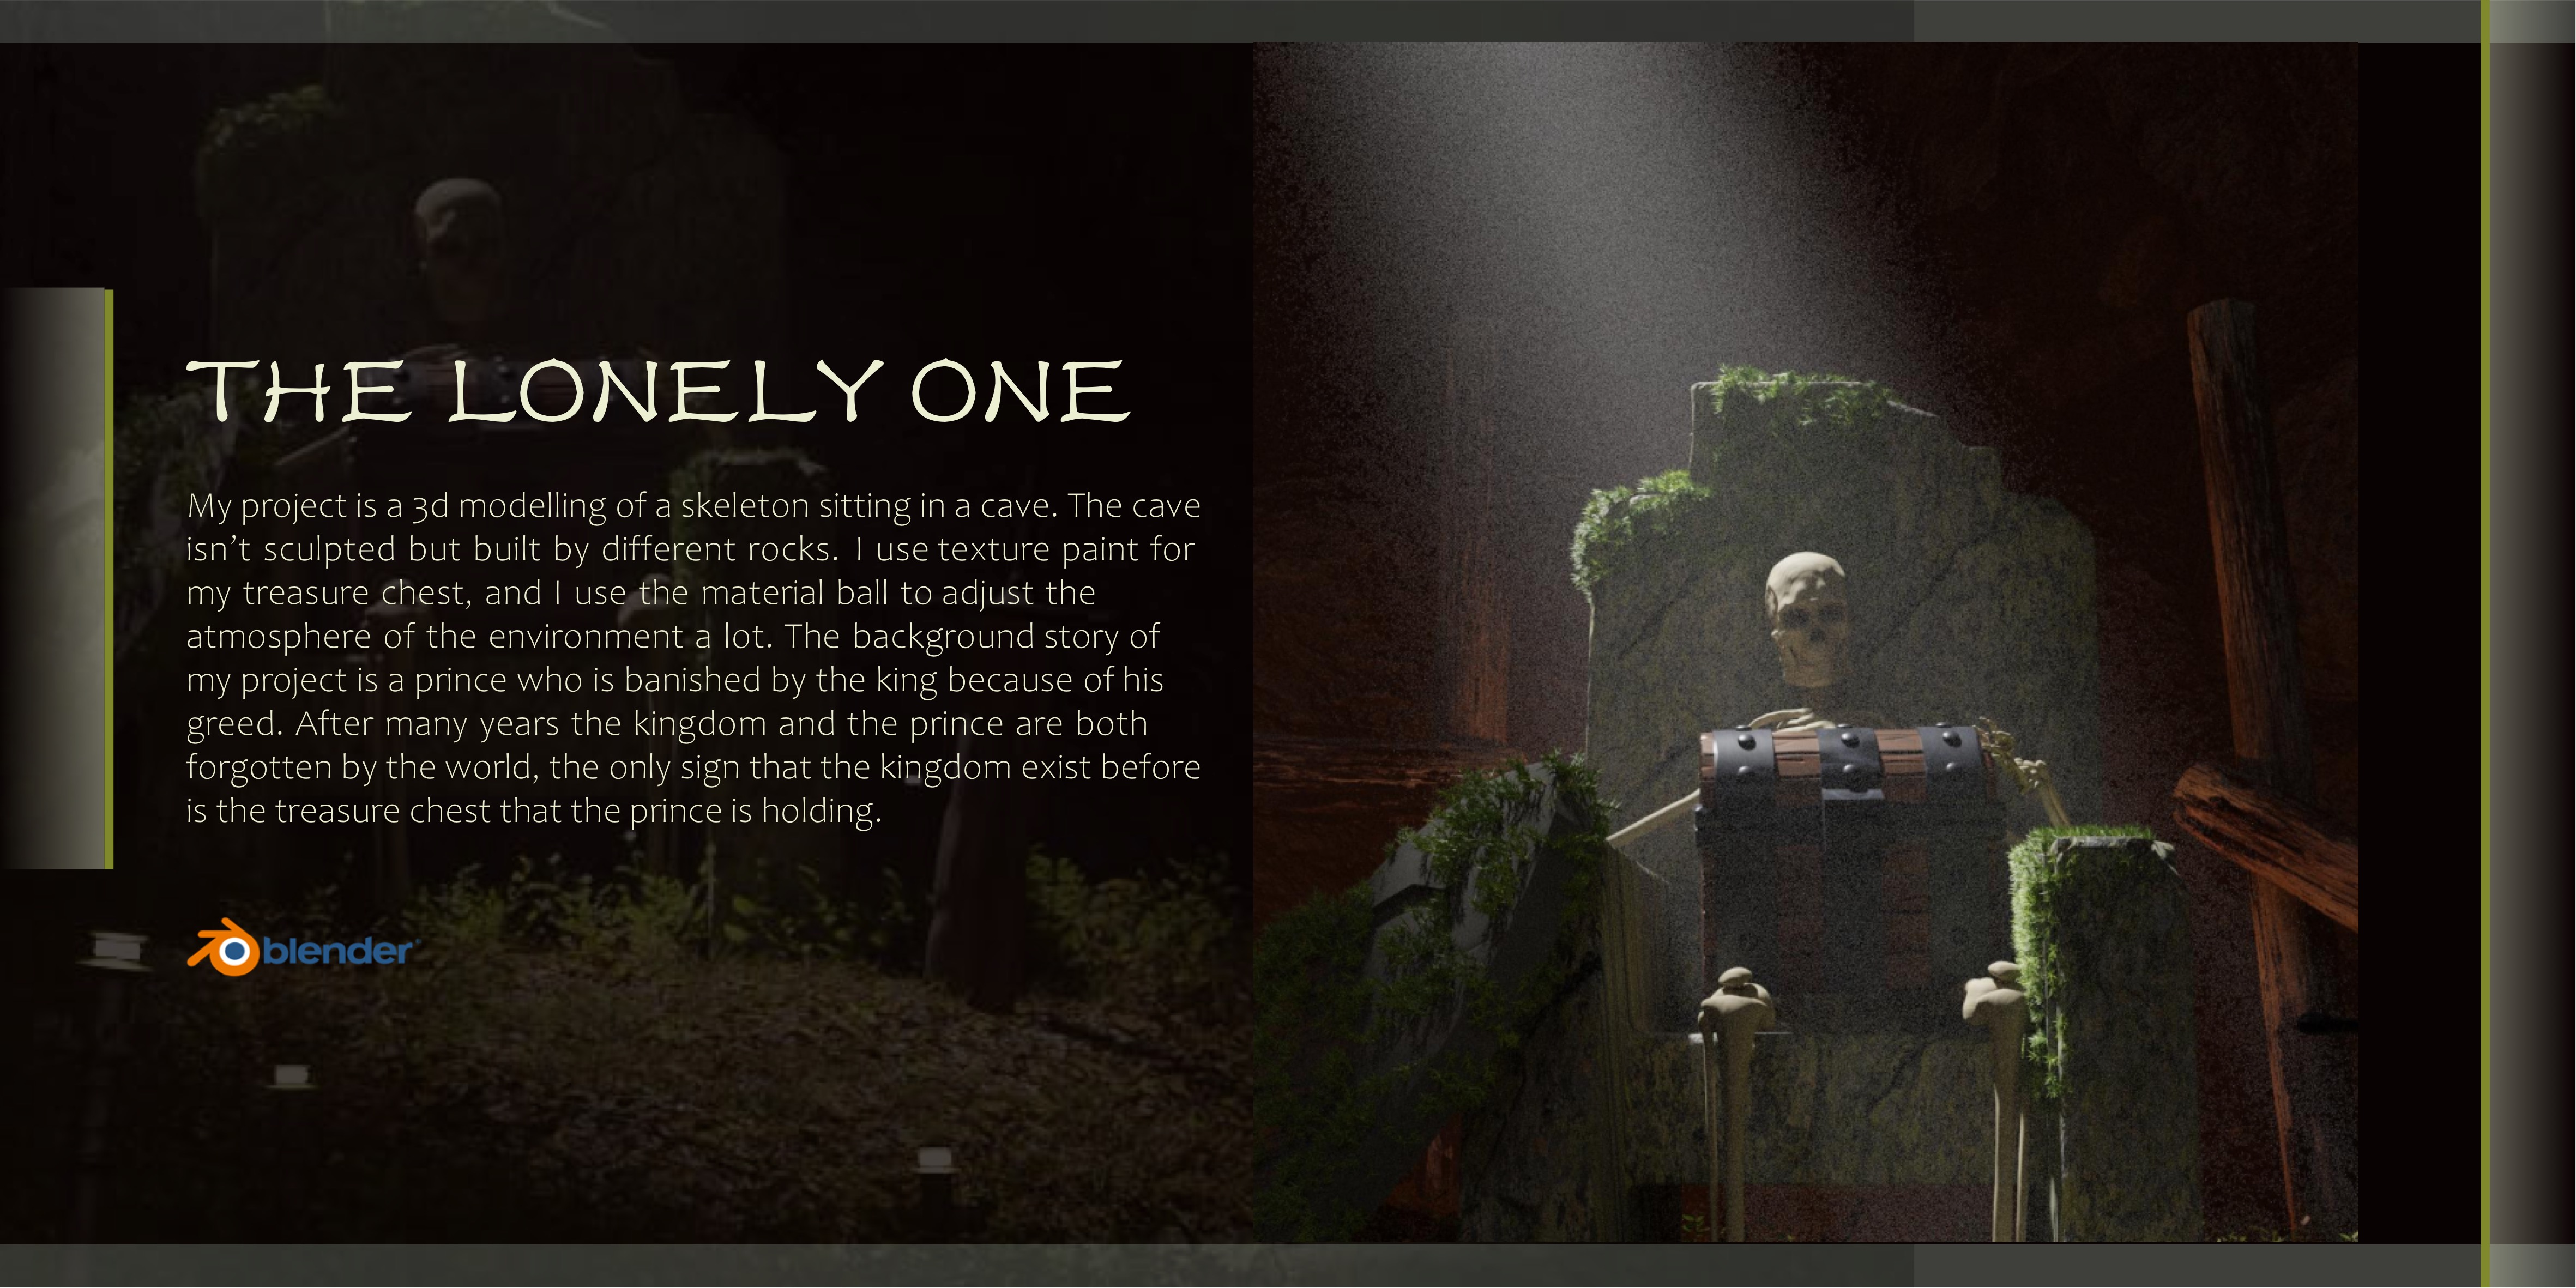 THE LONELY ONE
My project is a 3d modelling of a skeleton sitting in a cave. The cave
isn’t sculpted but built by different rocks. I use texture paint for
my treasure chest, and I use the material ball to adjust the
atmosphere of the environment a lot. The background story of
my project is a prince who is banished by the king because of his
greed. After many years the kingdom and the prince are both
forgotten by the world, the only sign that the kingdom exist before
is the treasure chest that the prince is holding.
blender